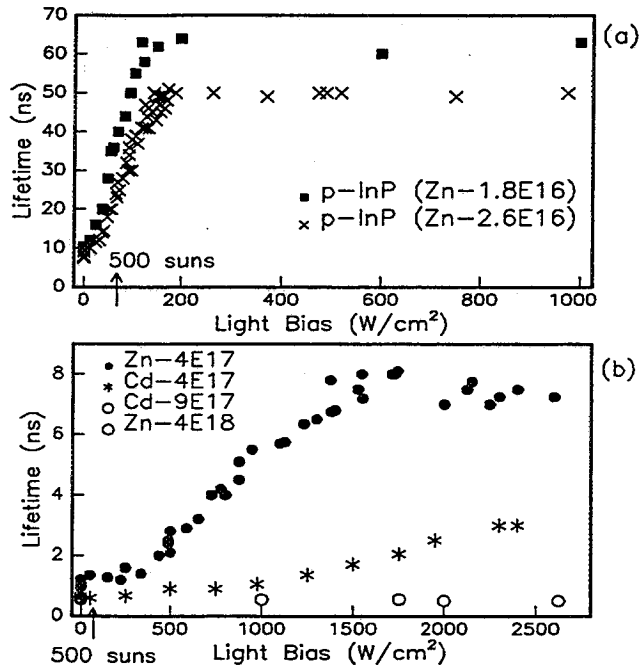 (a)
70
60
50
40
30
20
10
0
Lifetime (ns)
■ p-InP (Zn-1.8E16)
× p-InP (Zn-2.6E16)
500 suns
0 200 400 600 800 1000
Light Bias (W/cm²)
(b)
● Zn-4E17
* Cd-4E17
○ Cd-9E17
○ Zn-4E18
8
6
4
2
0
Lifetime (ns)
0 500 1000 1500 2000 2500
500 suns
Light Bias (W/cm²)